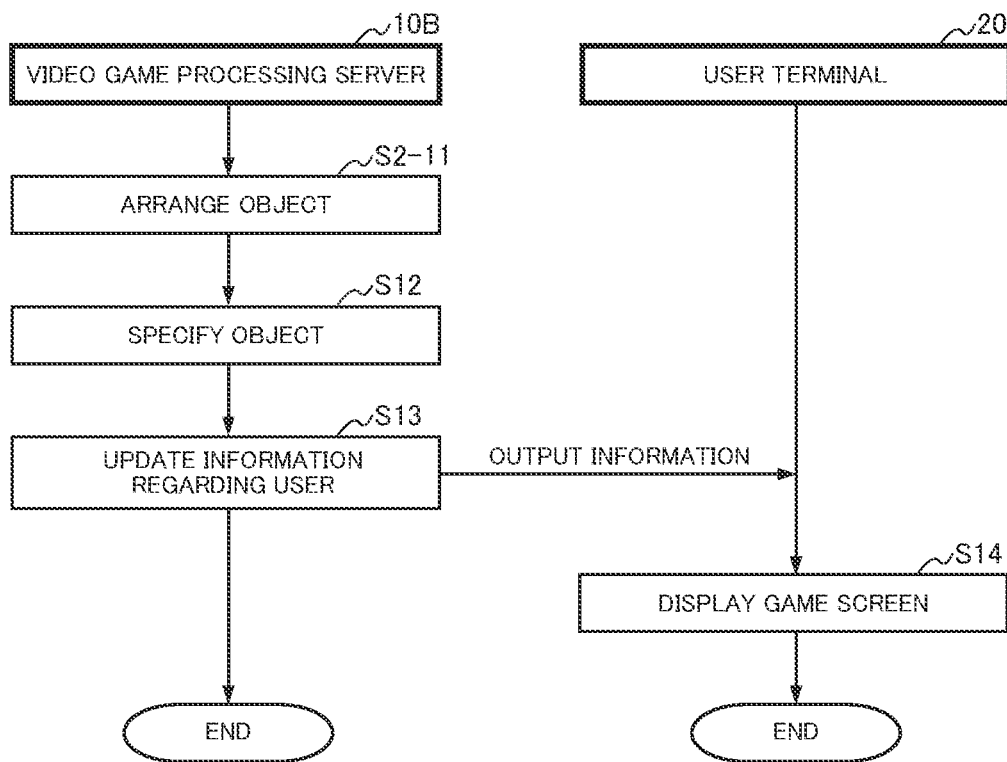 10B
20
VIDEO GAME PROCESSING SERVER
USER TERMINAL
S2-11
ARRANGE OBJECT
S12
SPECIFY OBJECT
S13
UPDATE INFORMATION
REGARDING USER
OUTPUT INFORMATION
S14
DISPLAY GAME SCREEN
END
END